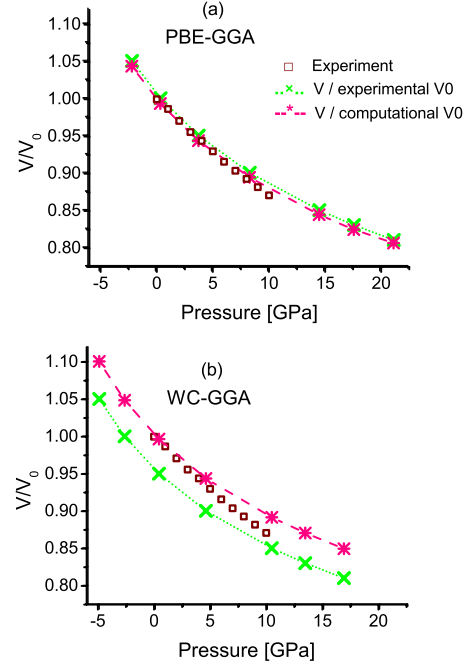 (a)
PBE-GGA
Experiment
V / experimental V0
V / computational V0
1.10
1.05
1.00
0.95
0.90
0.85
0.80
V/V0
-5 0 5 10 15 20
Pressure [GPa]
(b)
WC-GGA
1.10
1.05
1.00
0.95
0.90
0.85
0.80
V/V0
-5 0 5 10 15 20
Pressure [GPa]